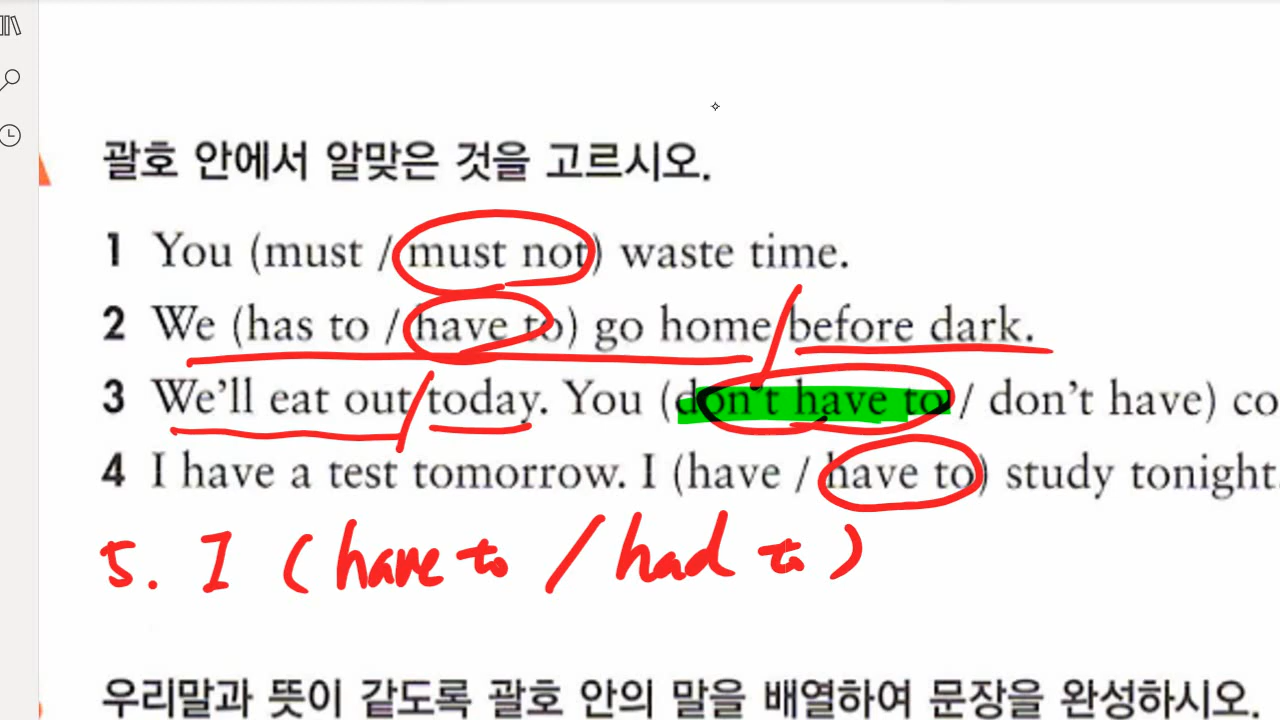 괄호 안에서 알맞은 것을 고르시오.
1 You (must / must not) waste time.
2 We (has to / have to) go home before dark.
3 We'll eat out today. You (don't have to / don't have) co
4 I have a test tomorrow. I (have / have to) study tonight.
5. I (have to / had to)
우리말과 뜻이 같도록 괄호 안의 말을 배열하여 문장을 완성하시오.